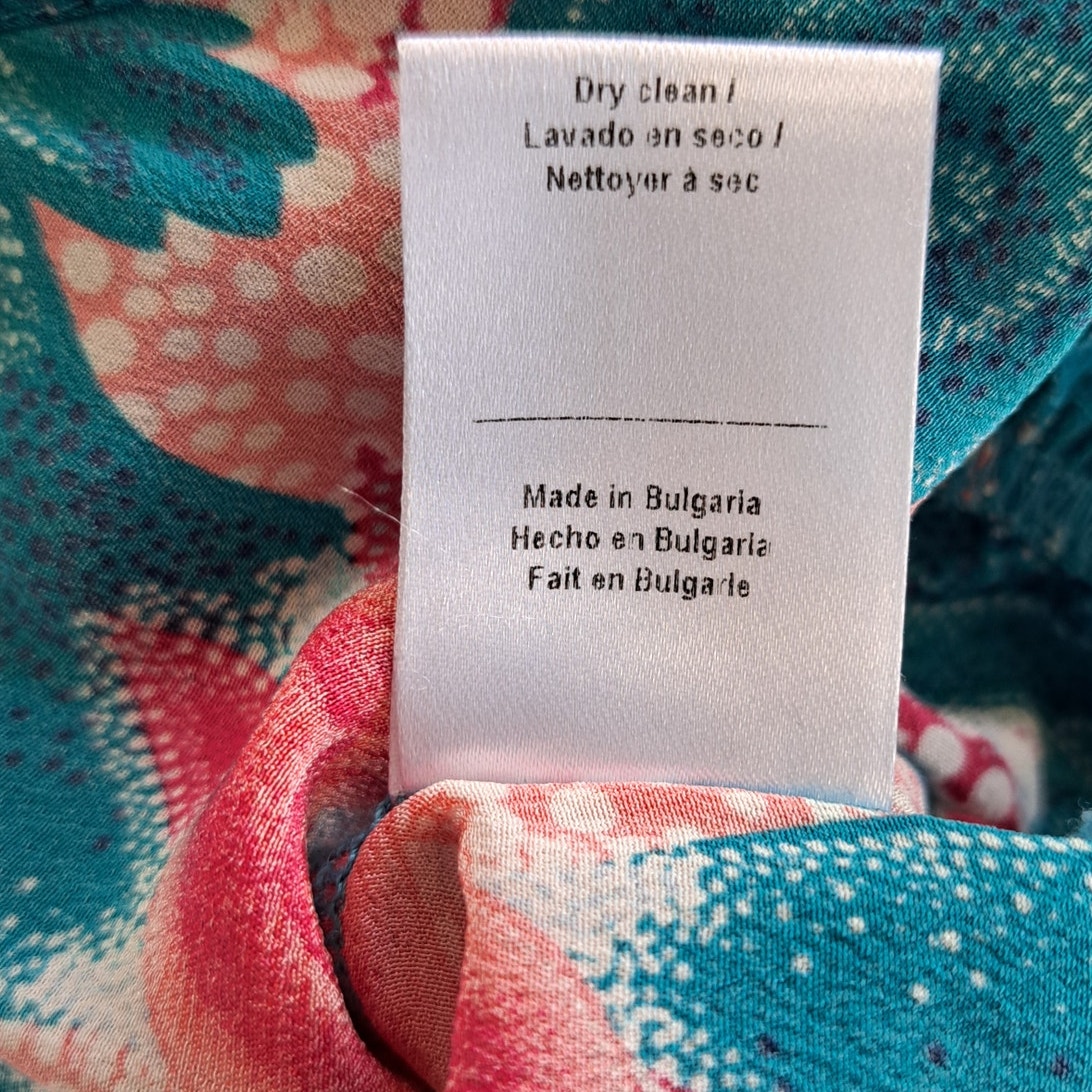 Dry clean /
Lavado en seco /
Nettoyer à sec
Made in Bulgaria
Hecho en Bulgaria
Fait en Bulgarie